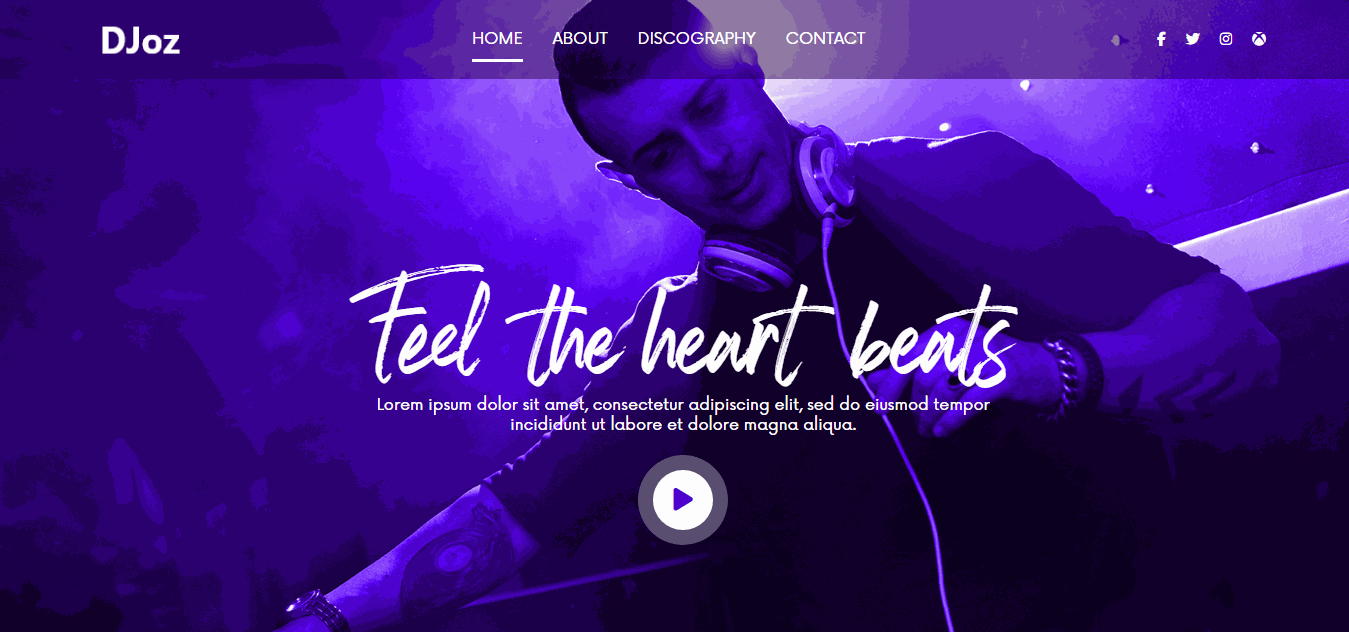 DJoz
HOME ABOUT DISCOGRAPHY CONTACT
Feel the heart beats
Lorem ipsum dolor sit amet, consectetur adipiscing elit, sed do eiusmod tempor
incididunt ut labore et dolore magna aliqua.